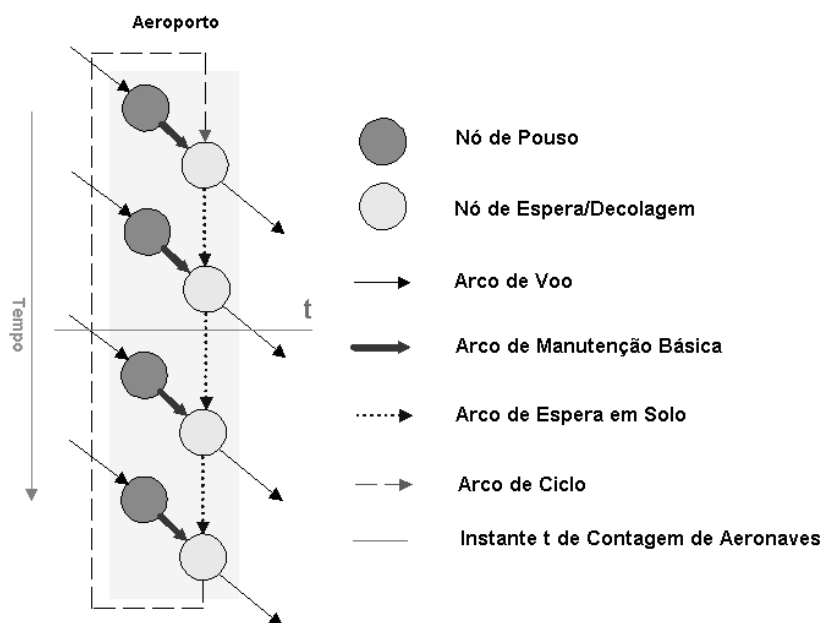 Aeroporto
Tempo
t
Nó de Pouso
Nó de Espera/Decolagem
Arco de Voo
Arco de Manutenção Básica
Arco de Espera em Solo
Arco de Ciclo
Instante t de Contagem de Aeronaves